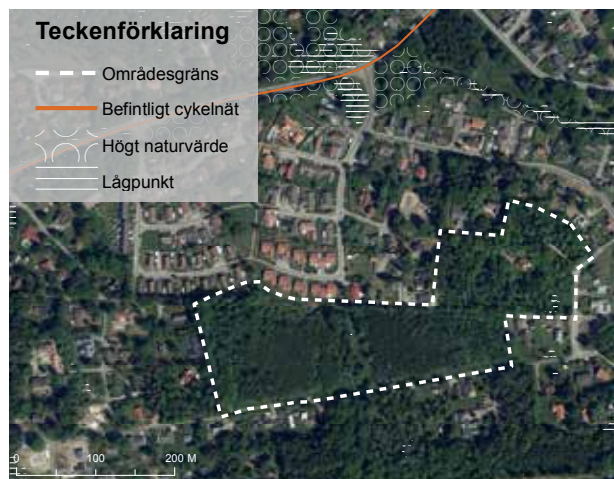 Teckenförklaring
Områdesgräns
Befintligt cykelnät
Högt naturvärde
Lågpunkt
0 100 200 M